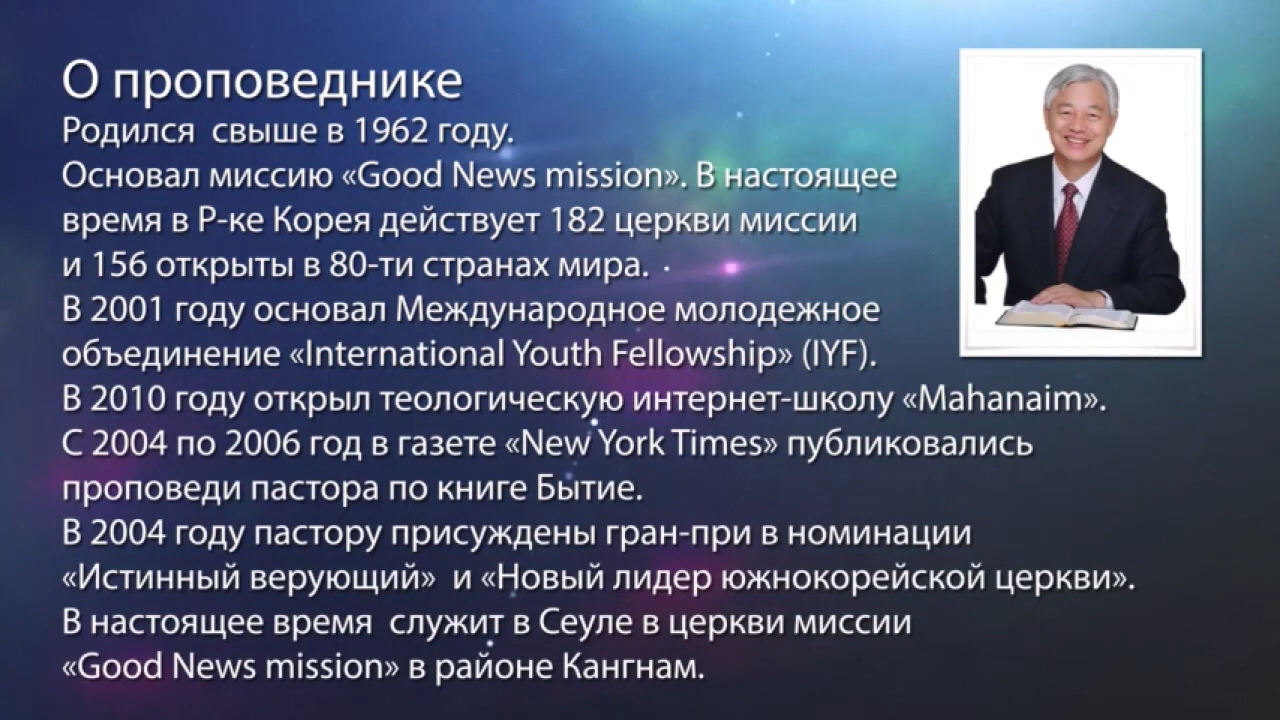 О проповеднике
Родился свыше в 1962 году.
Основал миссию «Good News mission». В настоящее
время в Р-ке Корея действует 182 церкви миссии
и 156 открыты в 80-ти странах мира.
В 2001 году основал Международное молодежное
объединение «International Youth Fellowship» (IYF).
В 2010 году открыл теологическую интернет-школу «Mahanaim».
С 2004 по 2006 год в газете «New York Times» публиковались
проповеди пастора по книге Бытие.
В 2004 году пастору присуждены гран-при в номинации
«Истинный верующий» и «Новый лидер южнокорейской церкви».
В настоящее время служит в Сеуле в церкви миссии
«Good News mission» в районе Кангнам.